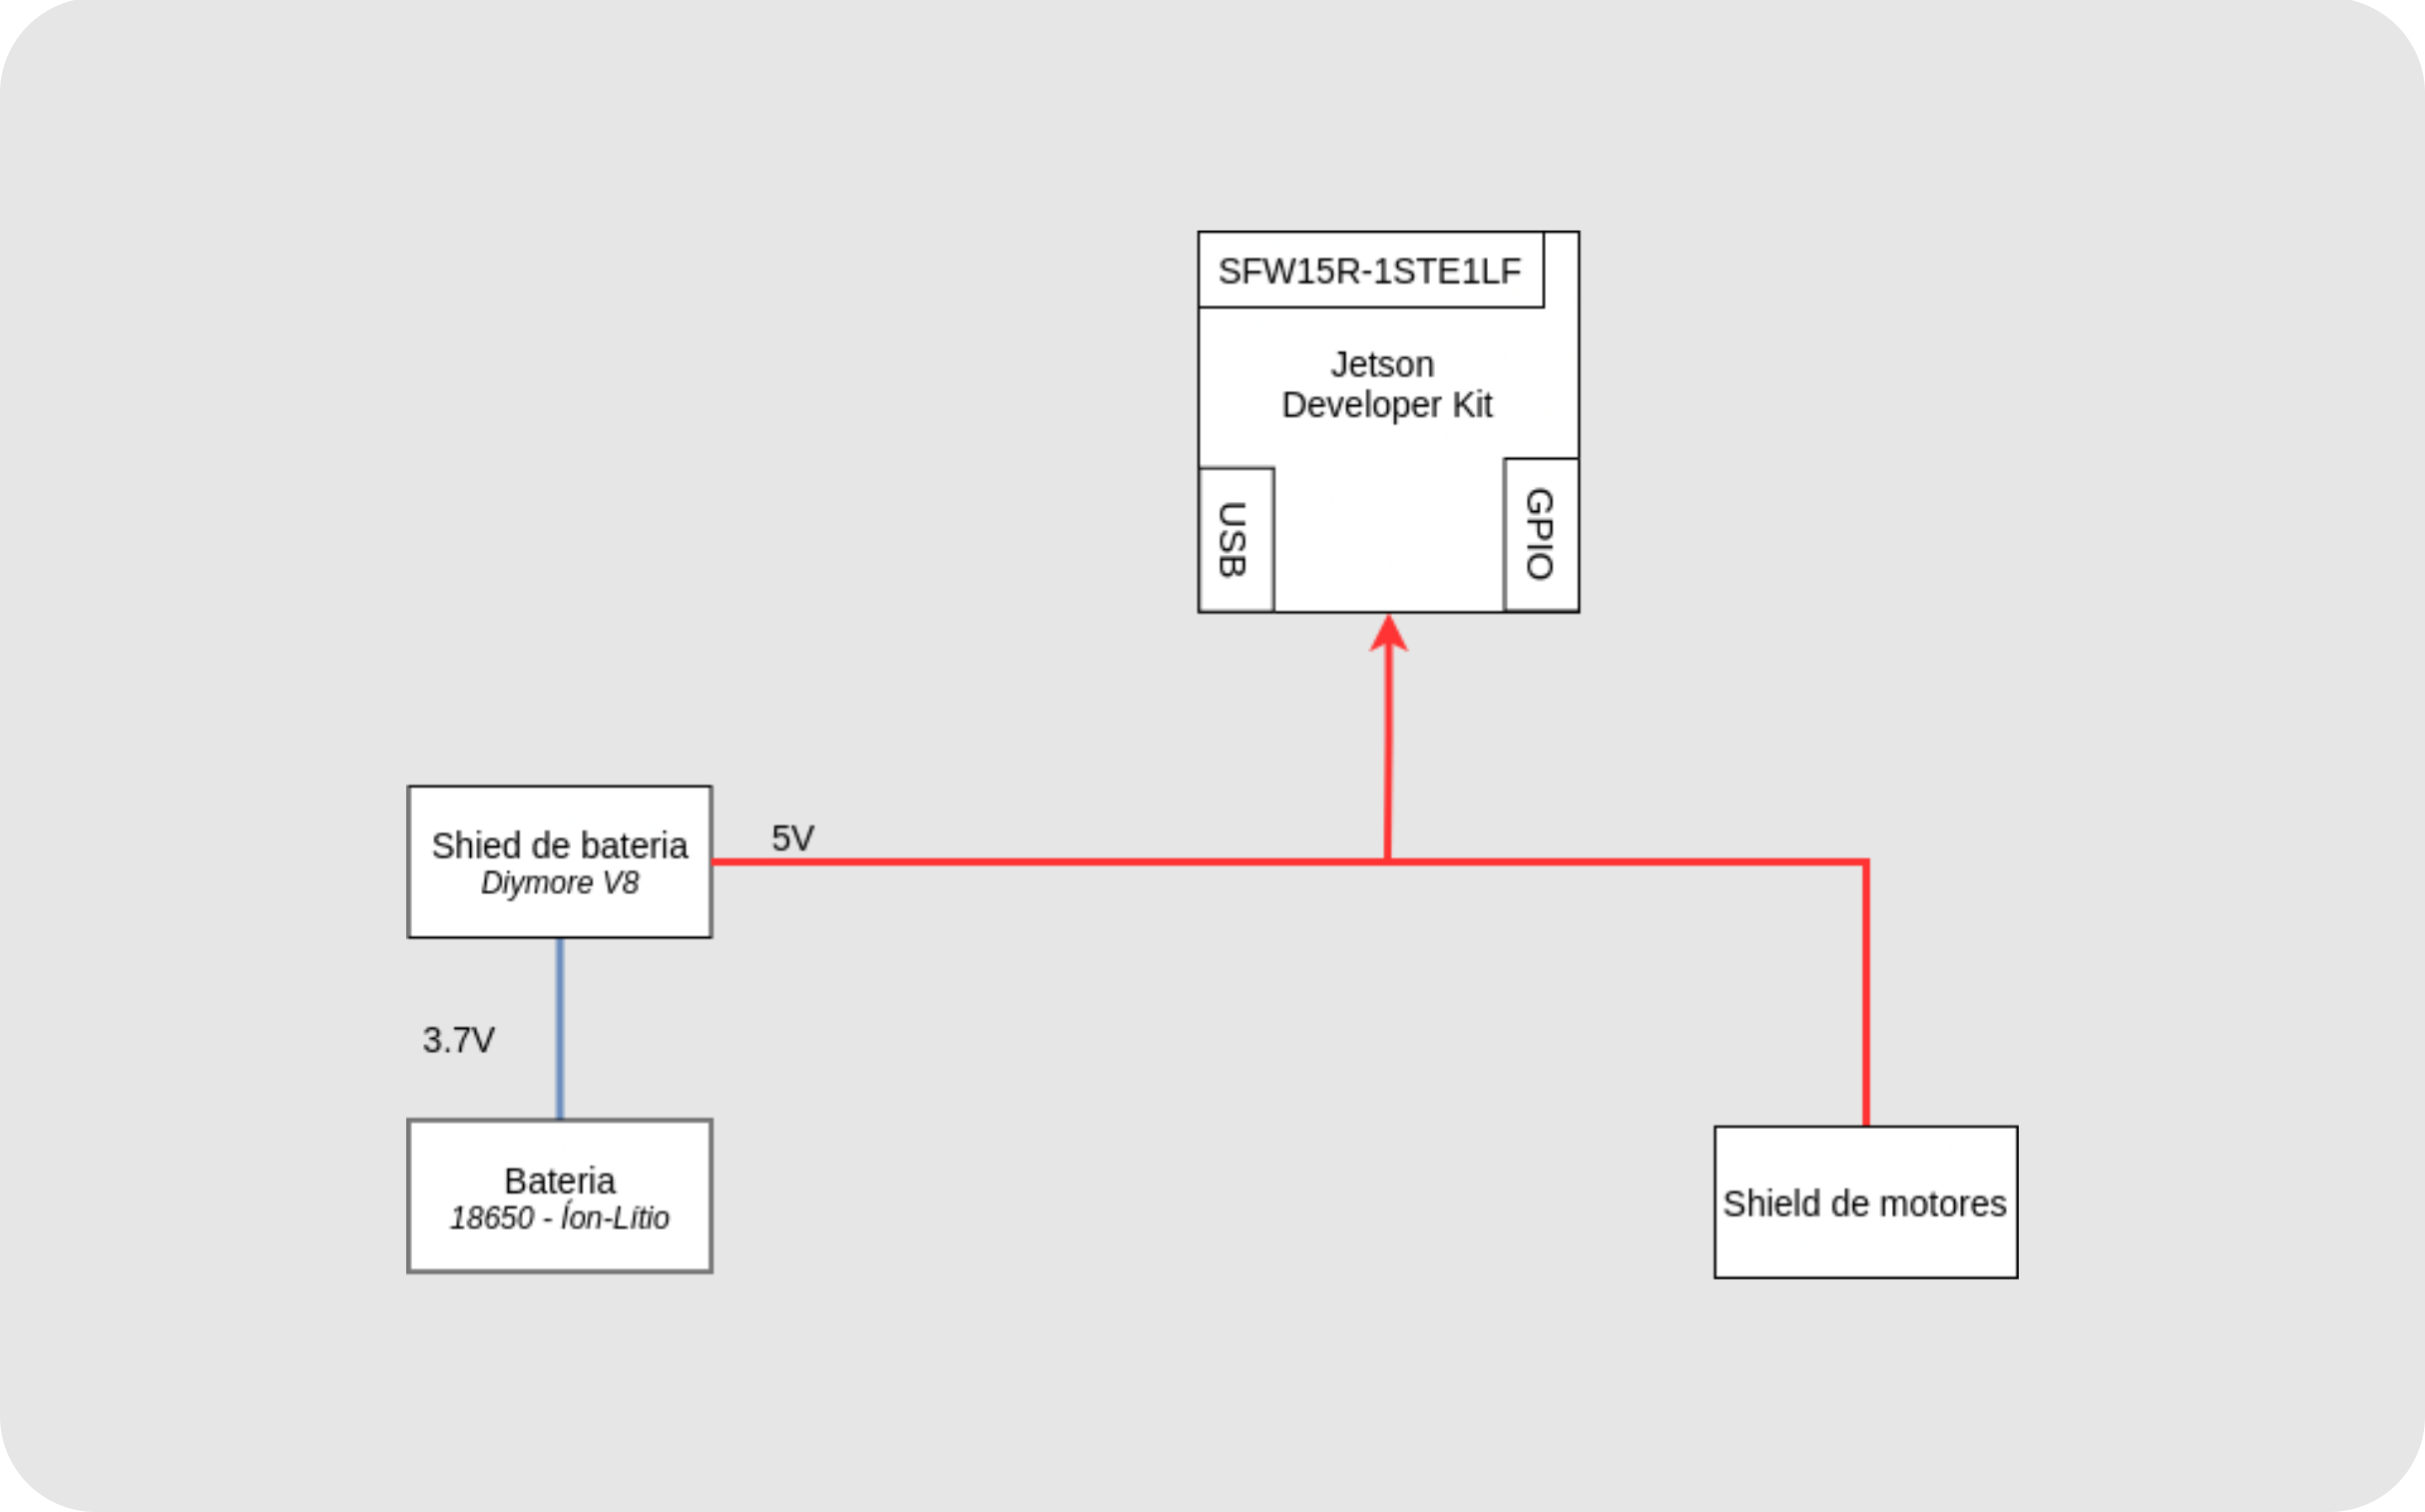 SFW15R-1STE1LF
Jetson
Developer Kit
USB
GPIO
Shied de bateria
Diymore V8
5V
3.7V
Bateria
18650 - Íon-Lítio
Shield de motores